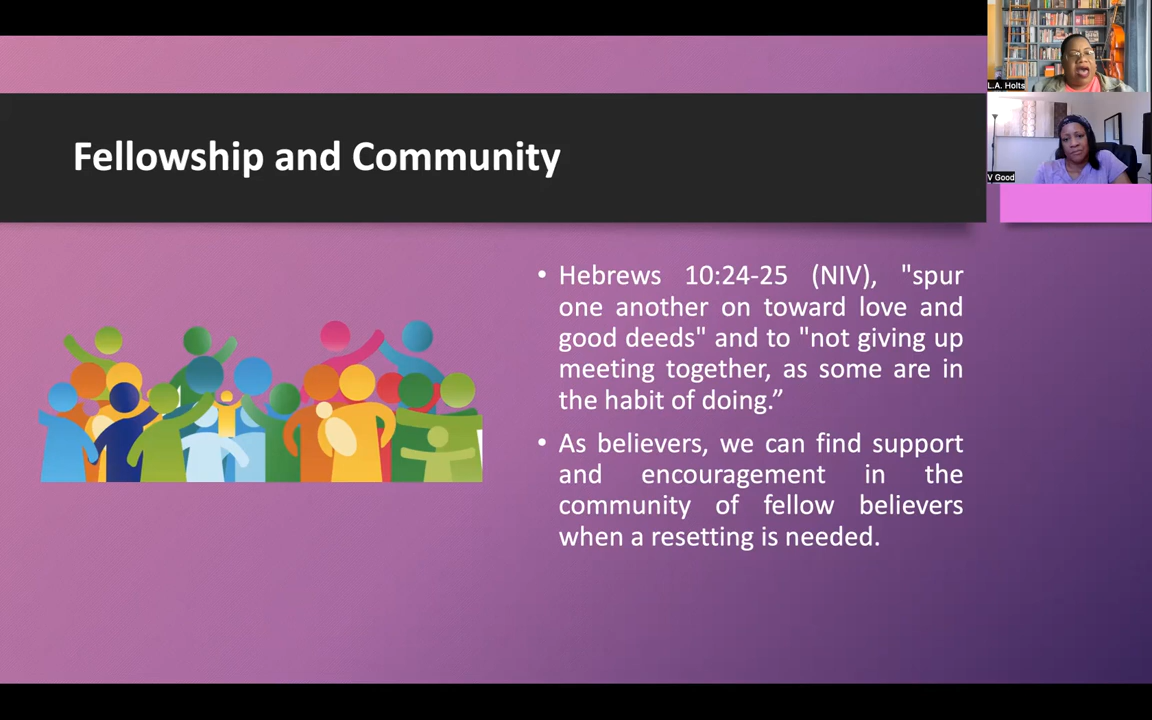 L.A. Holts
V Good
Fellowship and Community
• Hebrews 10:24-25 (NIV), "spur
one another on toward love and
good deeds" and to "not giving up
meeting together, as some are in
the habit of doing.”
• As believers, we can find support
and encouragement in the
community of fellow believers
when a resetting is needed.